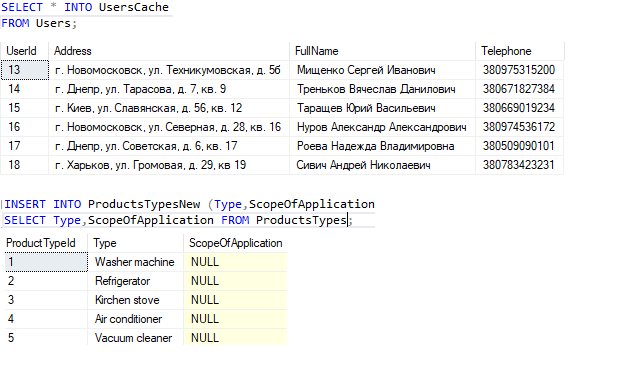 SELECT * INTO UsersCache
FROM Users;
UserId Address FullName Telephone
13 г. Новомосковск, ул. Техникумовская, д. 5б Мищенко Сергей Иванович 380975315200
14 г. Днепр, ул. Тарасова, д. 7, кв. 9 Треньков Вячеслав Данилович 380671827384
15 г. Киев, ул. Славянская, д. 56, кв. 12 Таращев Юрий Васильевич 380669019234
16 г. Новомосковск, ул. Северная, д. 28, кв. 16 Нуров Александр Александрович 380974536172
17 г. Днепр, ул. Советская, д. 6, кв. 17 Роева Надежда Владимировна 380509090101
18 г. Харьков, ул. Громовая, д. 29, кв 19 Сивич Андрей Николаевич 380783423231
INSERT INTO ProductsTypesNew (Type,ScopeOfApplication
SELECT Type,ScopeOfApplication FROM ProductsTypes;
ProductTypeId Type ScopeOfApplication
1 Washer machine NULL
2 Refrigerator NULL
3 Kirchen stove NULL
4 Air conditioner NULL
5 Vacuum cleaner NULL